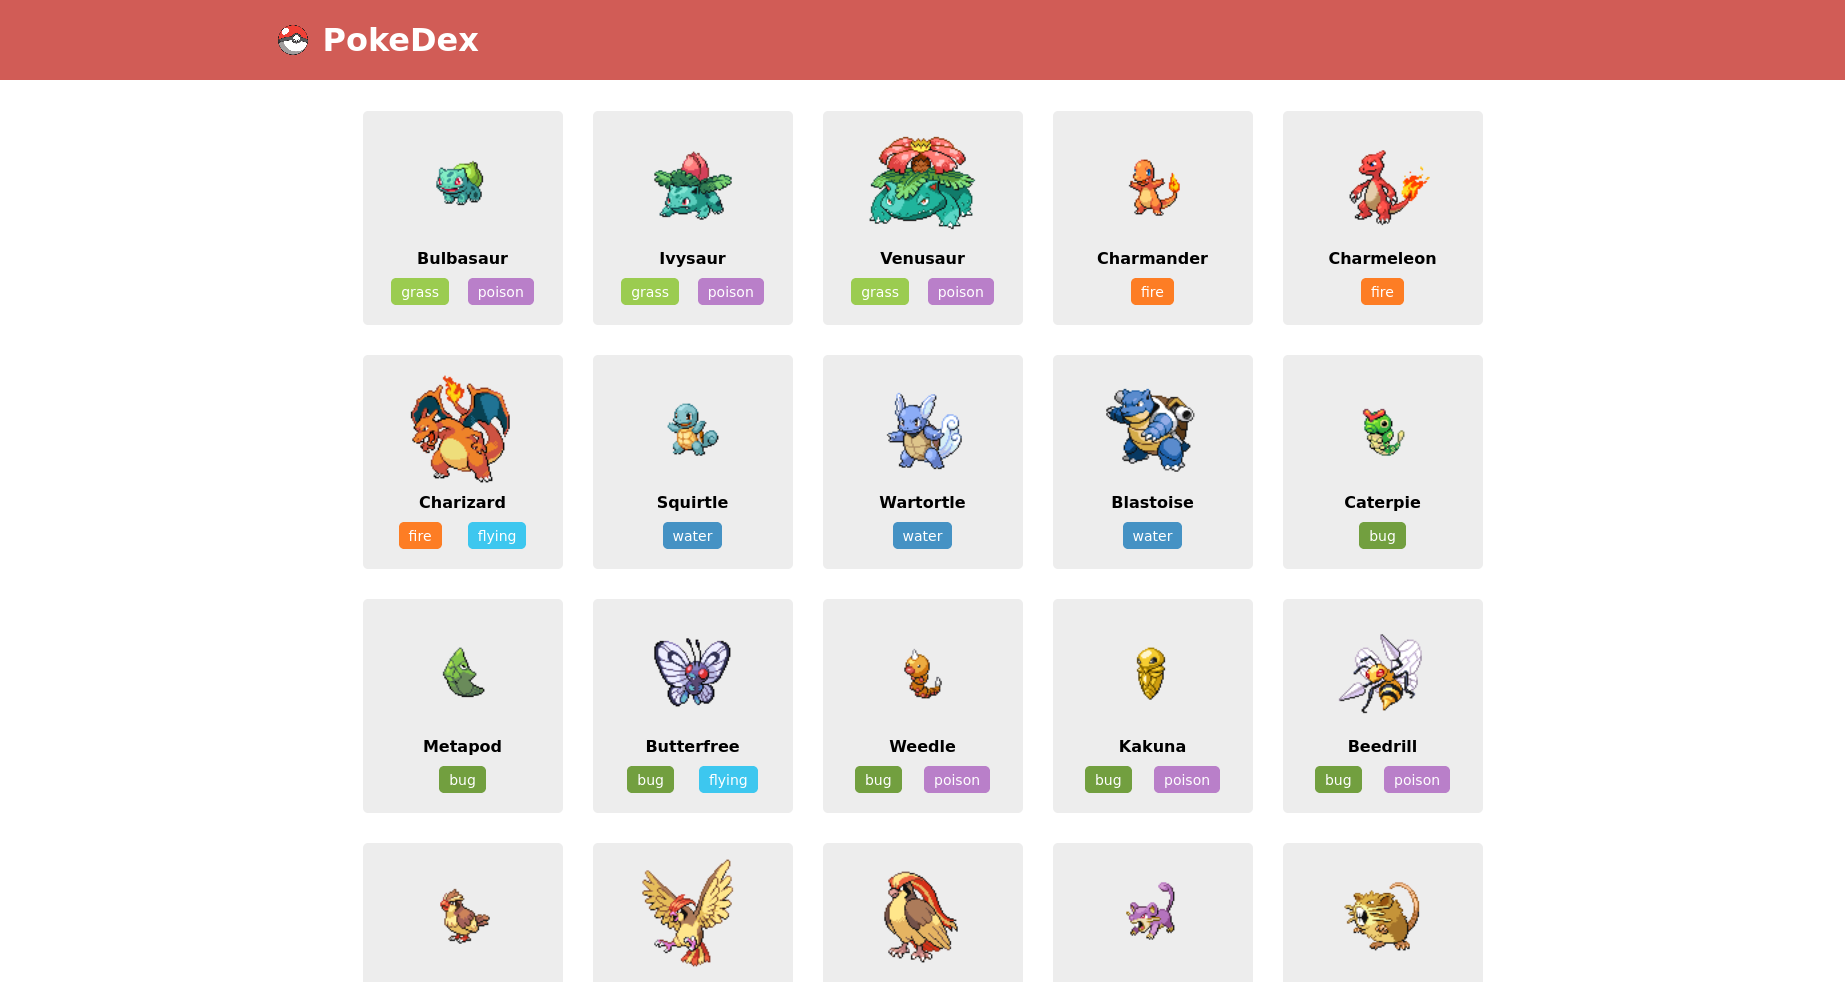 PokeDex
Bulbasaur
grass poison
Ivysaur
grass poison
Venusaur
grass poison
Charmander
fire
Charmeleon
fire
Charizard
fire flying
Squirtle
water
Wartortle
water
Blastoise
water
Caterpie
bug
Metapod
bug
Butterfree
bug flying
Weedle
bug poison
Kakuna
bug poison
Beedrill
bug poison